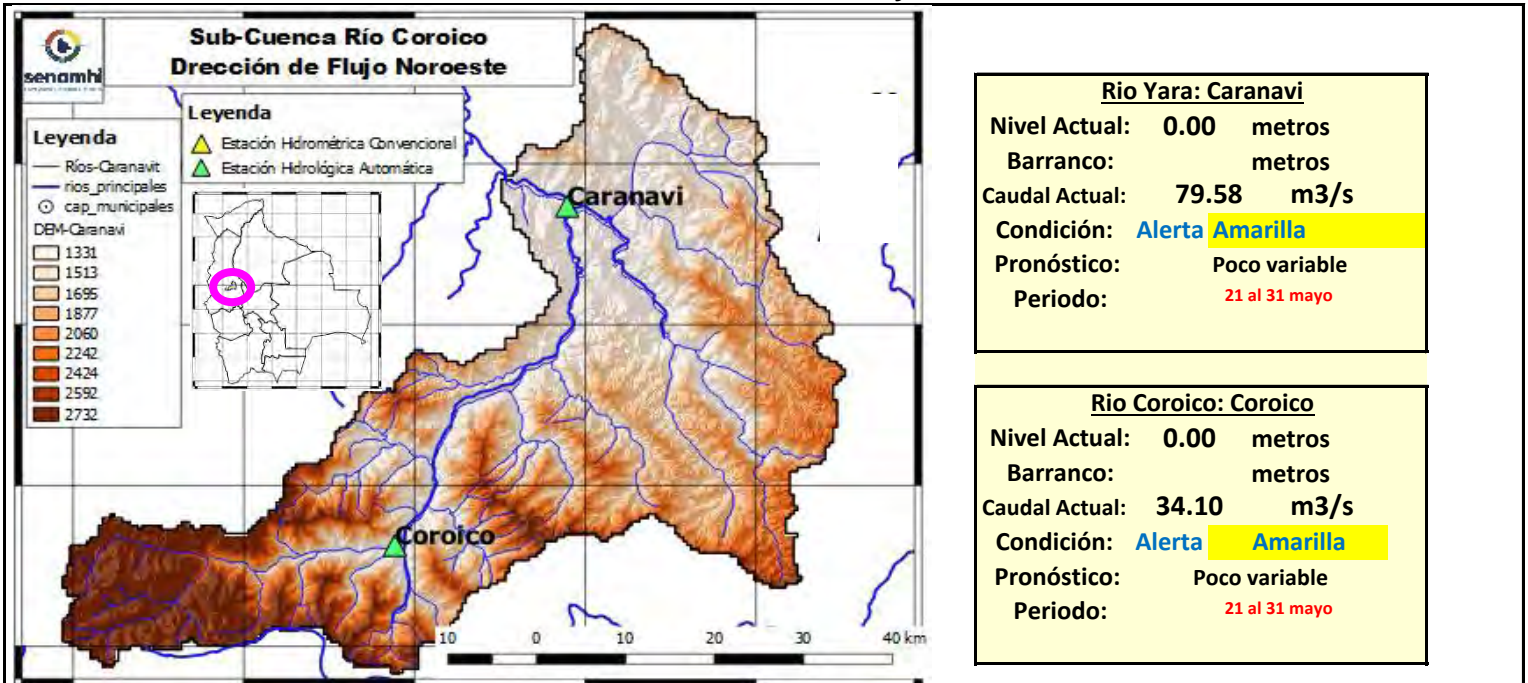 senamhi
Sub-Cuenca Río Coroico
Drección de Flujo Noroeste
Leyenda
Estación Hidrométrica Convencional
Estación Hidrológica Automática
Leyenda
Ríos-Caranavit
rios_principales
cap_municipales
DEM-Caranavi
1331
1513
1695
1877
2060
2242
2424
2592
2732
Caranavi
Coroico
10 0 10 20 30 40 km
Rio Yara: Caranavi
Nivel Actual: 0.00 metros
Barranco: metros
Caudal Actual: 79.58 m3/s
Condición: Alerta Amarilla
Pronóstico: Poco variable
Periodo: 21 al 31 mayo
Rio Coroico: Coroico
Nivel Actual: 0.00 metros
Barranco: metros
Caudal Actual: 34.10 m3/s
Condición: Alerta Amarilla
Pronóstico: Poco variable
Periodo: 21 al 31 mayo